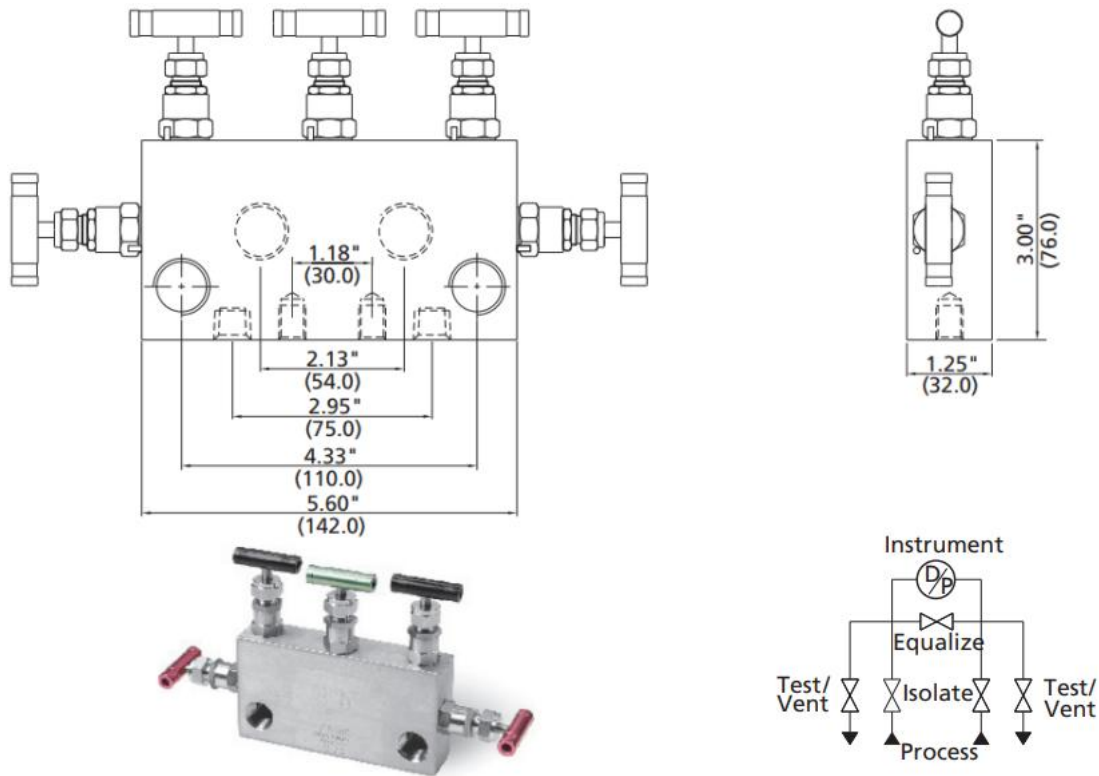 1.18"
(30.0)
2.13"
(54.0)
2.95"
(75.0)
4.33"
(110.0)
5.60"
(142.0)
3.00"
(76.0)
1.25"
(32.0)
Instrument
D/P
Equalize
Test/
Vent
Isolate
Test/
Vent
Process